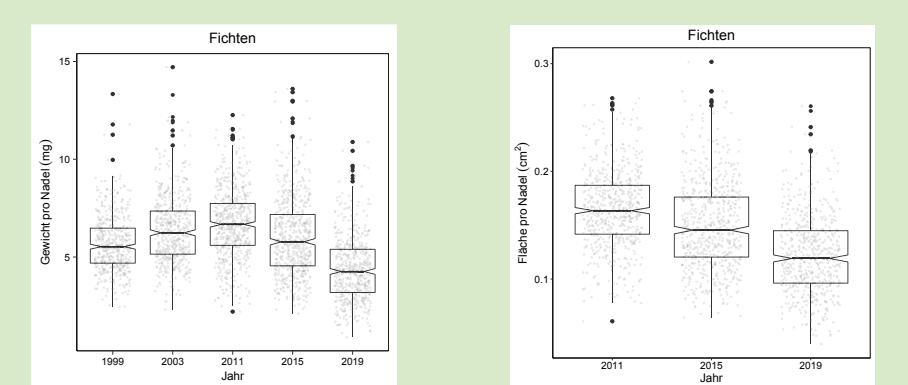 Fichten
Gewicht pro Nadel (mg)
15
10
5
1999 2003 2011 2015 2019
Jahr
Fichten
Fläche pro Nadel (cm²)
0.3
0.2
0.1
2011 2015 2019
Jahr